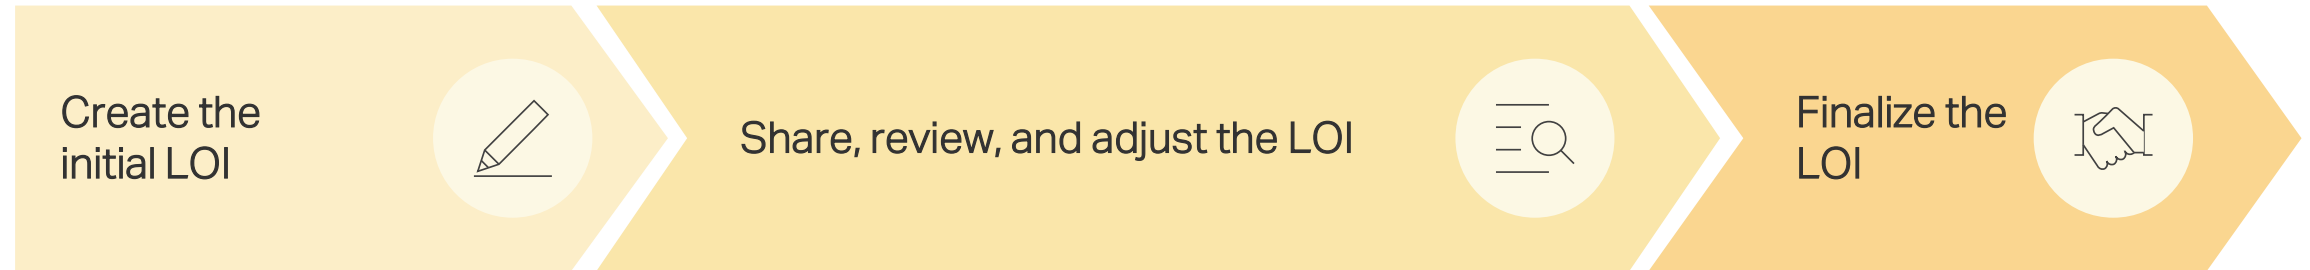 Create the
initial LOI
Share, review, and adjust the LOI
Finalize the
LOI